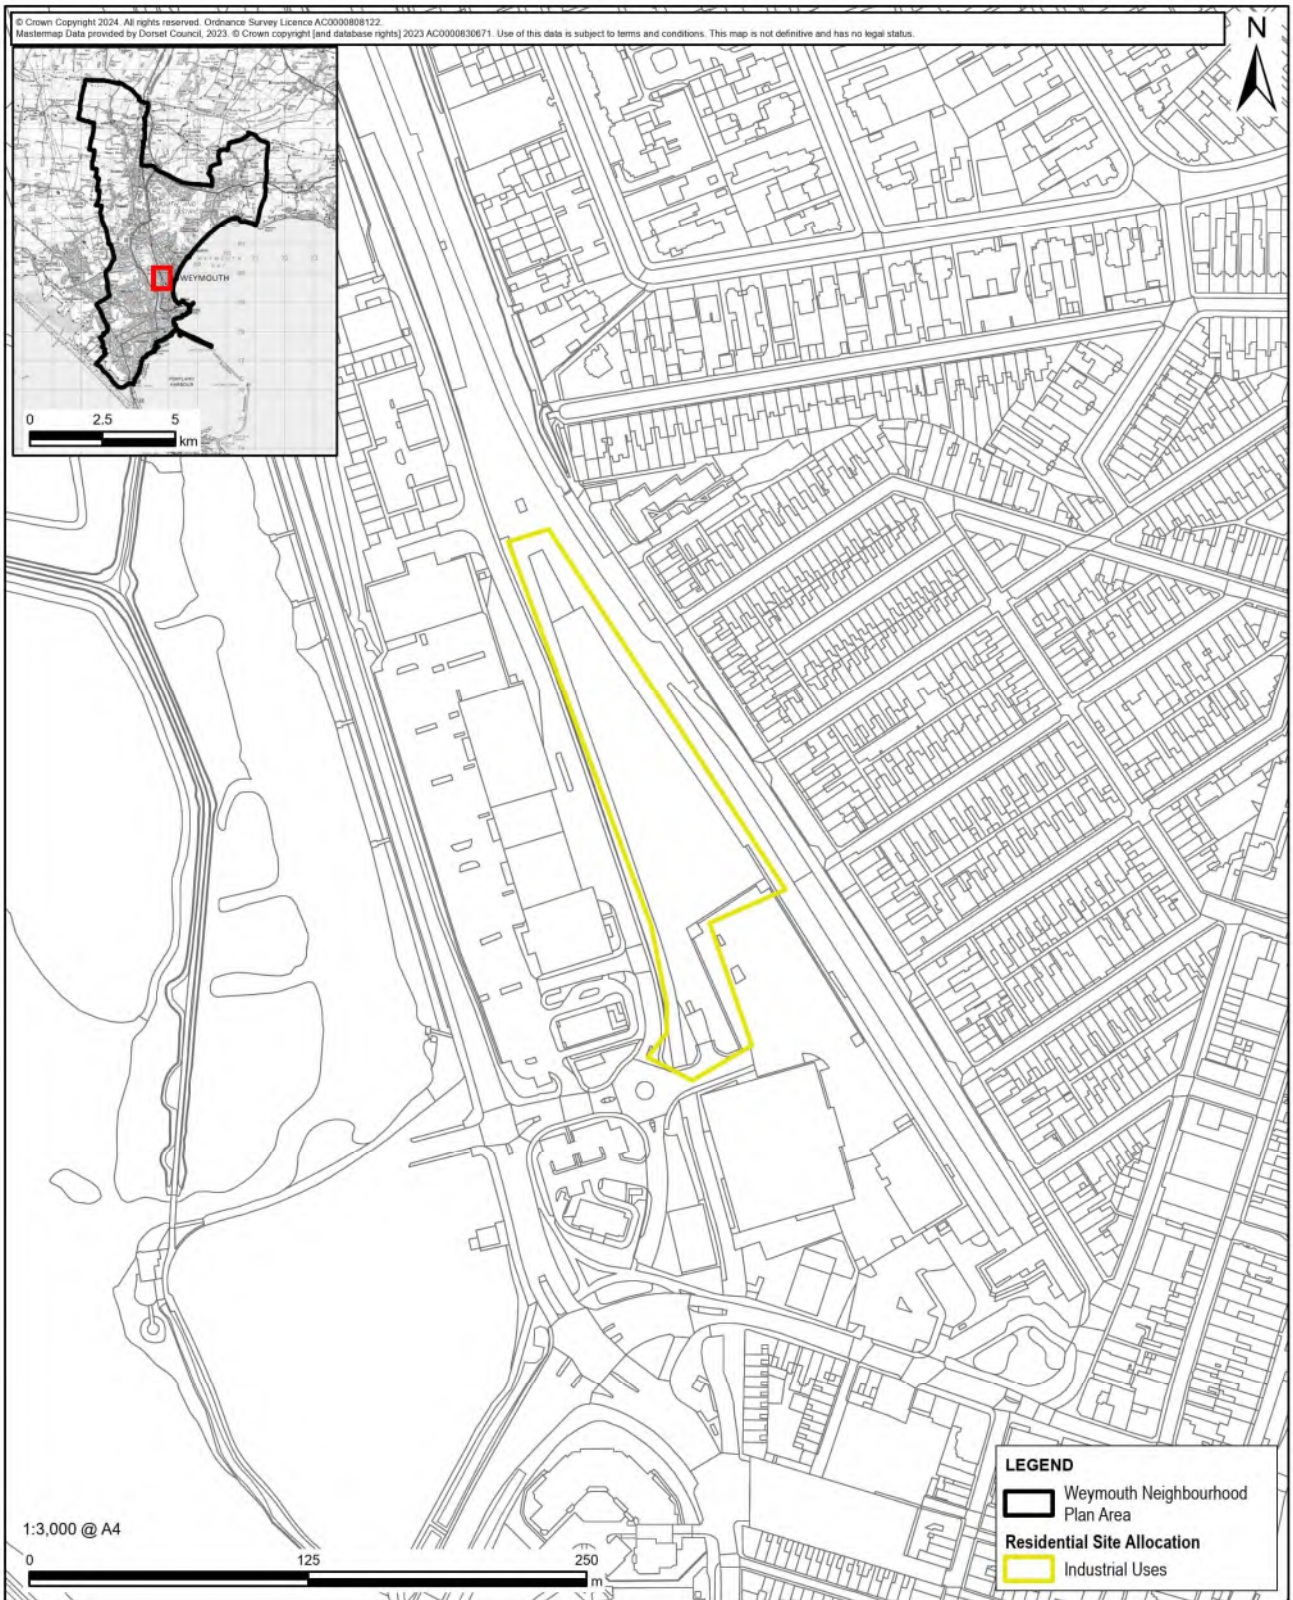 © Crown Copyright 2024. All rights reserved. Ordnance Survey Licence AC0000808122.
Mastermap Data provided by Dorset Council, 2023. © Crown copyright [and database rights] 2023 AC0000830671. Use of this data is subject to terms and conditions. This map is not definitive and has no legal status.
N
WEYMOUTH
PORTLAND
HARBOUR
0 2.5 5
km
LEGEND
Weymouth Neighbourhood
Plan Area
Residential Site Allocation
Industrial Uses
1:3,000 @ A4
0 125 250
m